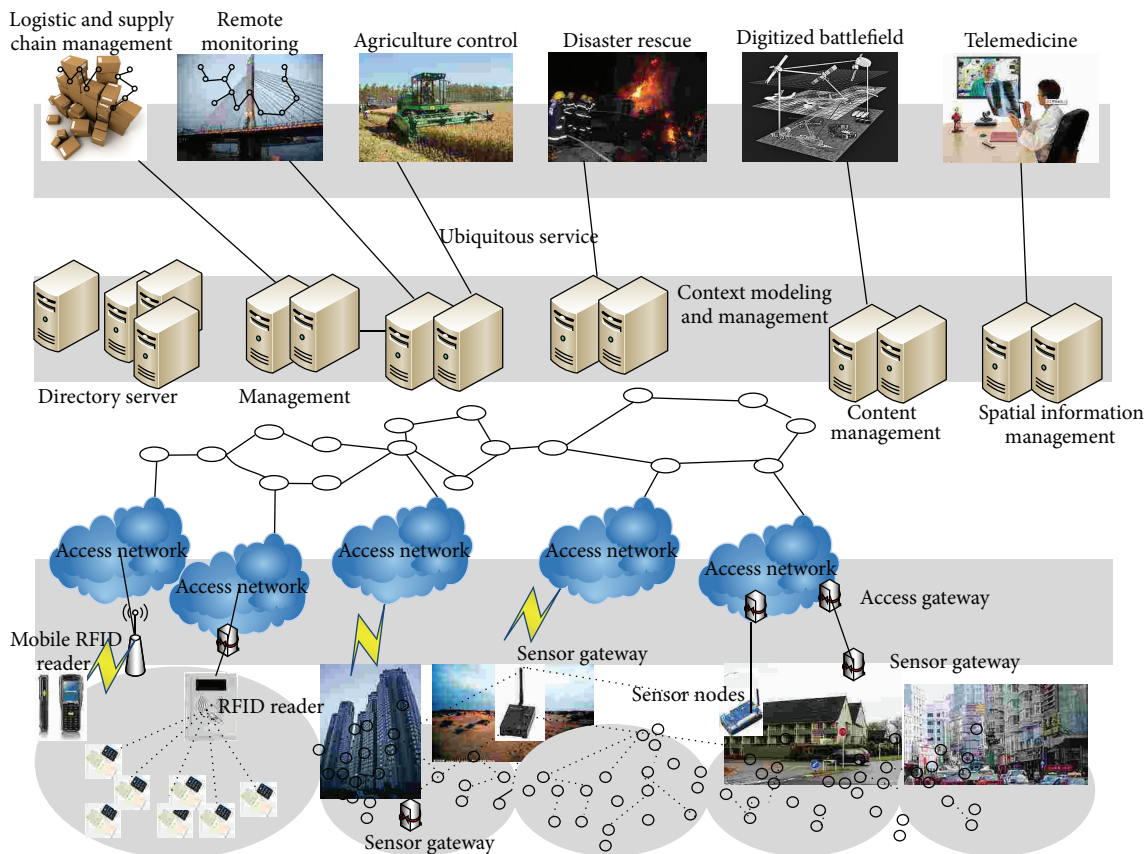 Logistic and supply
chain management
Remote
monitoring
Agriculture control
Disaster rescue
Digitized battlefield
Telemedicine
Ubiquitous service
Context modeling
and management
Directory server
Management
Content
management
Spatial information
management
Access network
Access network
Access network
Access network
Access network
Access gateway
Mobile RFID
reader
Sensor gateway
Sensor gateway
RFID reader
Sensor nodes
Sensor gateway